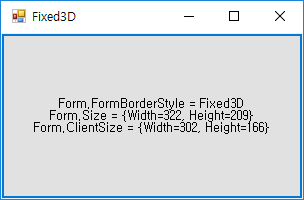 Fixed3D
Form,FormBorderStyle = Fixed3D
Form,Size = {Width=322, Height=209}
Form,ClientSize = {Width=302, Height=166}